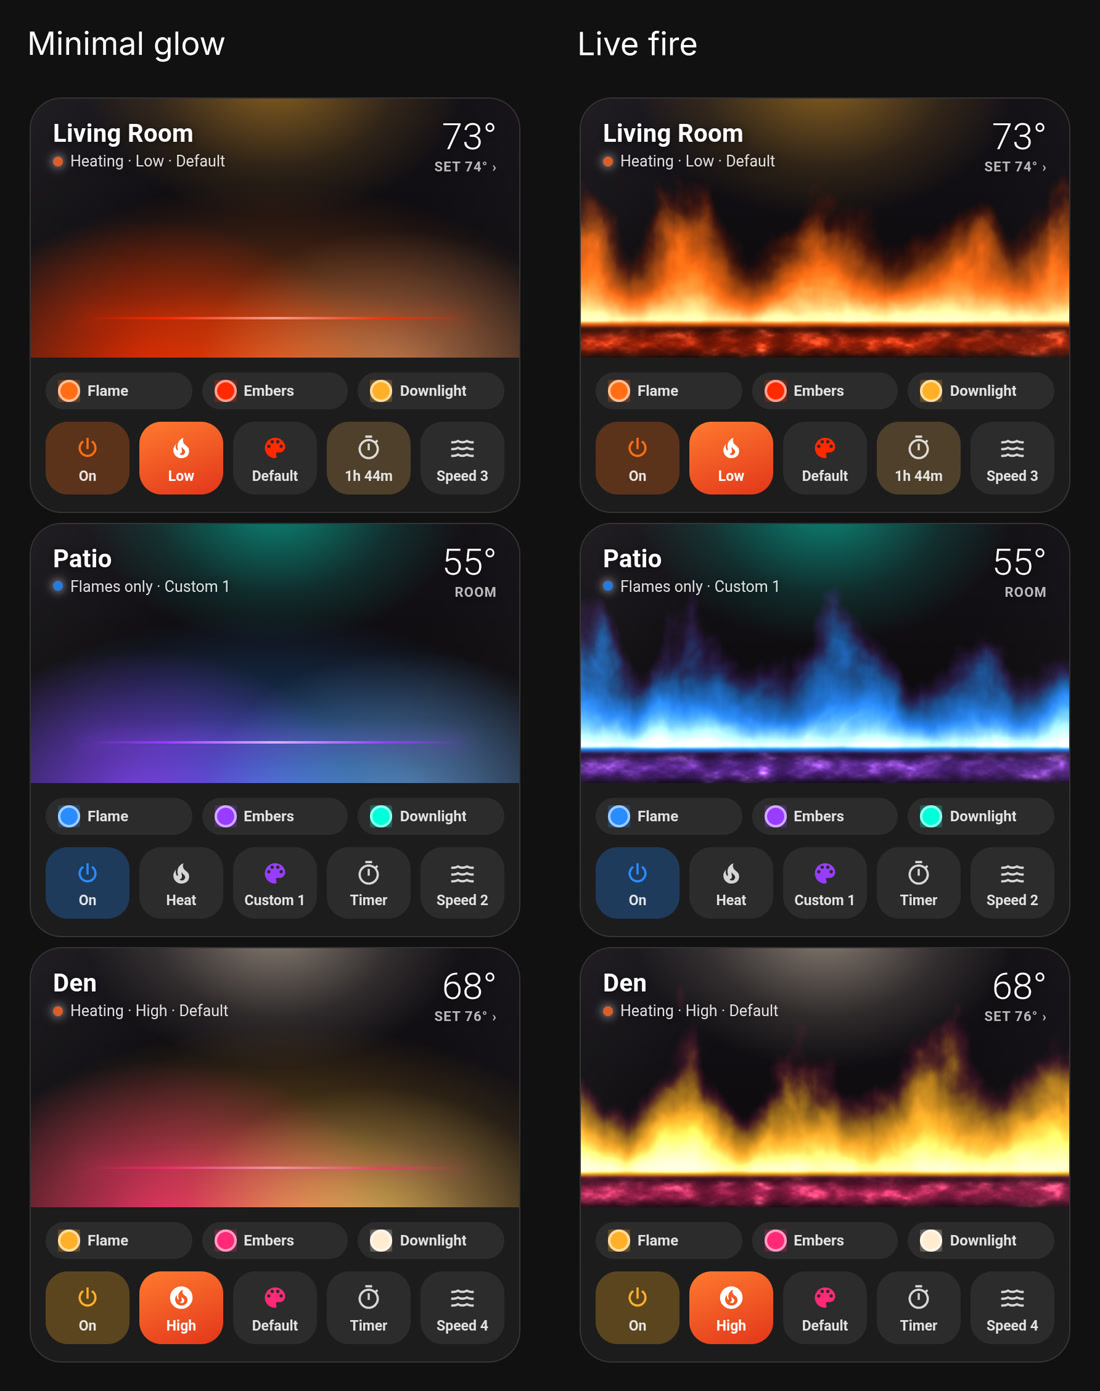 Minimal glow
Live fire
Living Room
73°
Heating · Low · Default
SET 74° ›
Flame
Embers
Downlight
On
Low
Default
1h 44m
Speed 3
Living Room
73°
Heating · Low · Default
SET 74° ›
Flame
Embers
Downlight
On
Low
Default
1h 44m
Speed 3
Patio
55°
Flames only · Custom 1
ROOM
Flame
Embers
Downlight
On
Heat
Custom 1
Timer
Speed 2
Patio
55°
Flames only · Custom 1
ROOM
Flame
Embers
Downlight
On
Heat
Custom 1
Timer
Speed 2
Den
68°
Heating · High · Default
SET 76° ›
Flame
Embers
Downlight
On
High
Default
Timer
Speed 4
Den
68°
Heating · High · Default
SET 76° ›
Flame
Embers
Downlight
On
High
Default
Timer
Speed 4